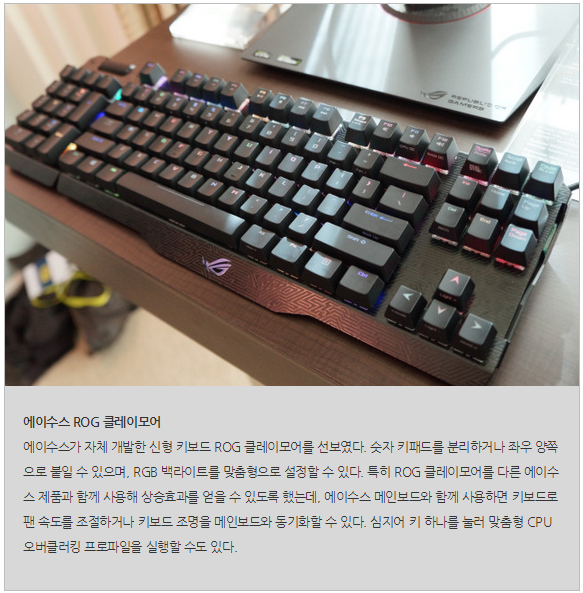 REPUBLIC OF
GAMERS
Ctrl
에이수스 ROG 클레이모어
에이수스가 자체 개발한 신형 키보드 ROG 클레이모어를 선보였다. 숫자 키패드를 분리하거나 좌우 양쪽
으로 붙일 수 있으며, RGB 백라이트를 맞춤형으로 설정할 수 있다. 특히 ROG 클레이모어를 다른 에이수
스 제품과 함께 사용해 상승효과를 얻을 수 있도록 했는데, 에이수스 메인보드와 함께 사용하면 키보드로
팬 속도를 조절하거나 키보드 조명을 메인보드와 동기화할 수 있다. 심지어 키 하나를 눌러 맞춤형 CPU
오버클러킹 프로파일을 실행할 수도 있다.